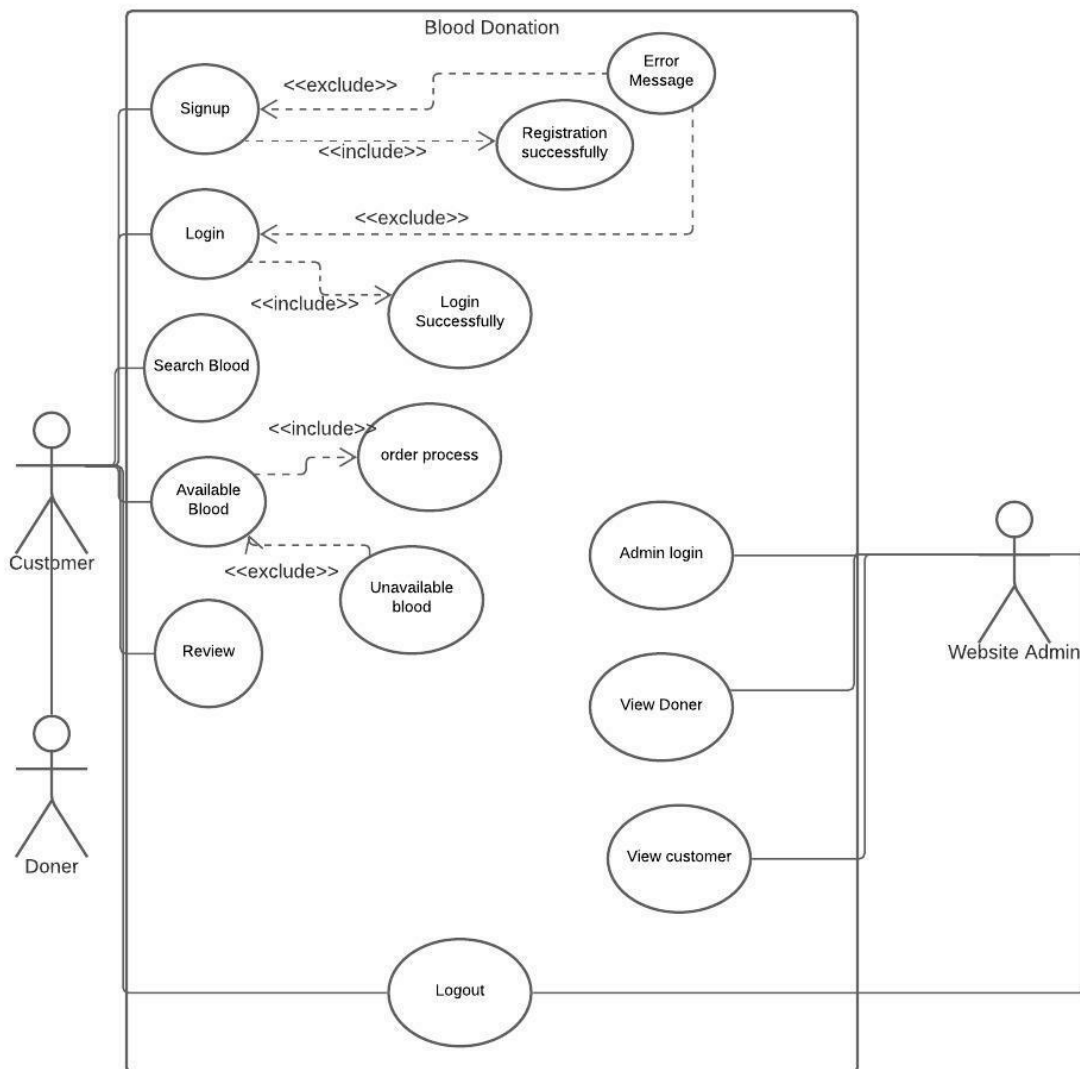 Blood Donation
Error
Message
<<exclude>>
Signup
Registration
successfully
<<include>>
<<exclude>>
Login
<<include>>
Login
Successfully
Search Blood
<<include>>
order process
Available
Blood
Admin login
Customer
<<exclude>>
Unavailable
blood
Website Admin
Review
View Doner
Doner
View customer
Logout